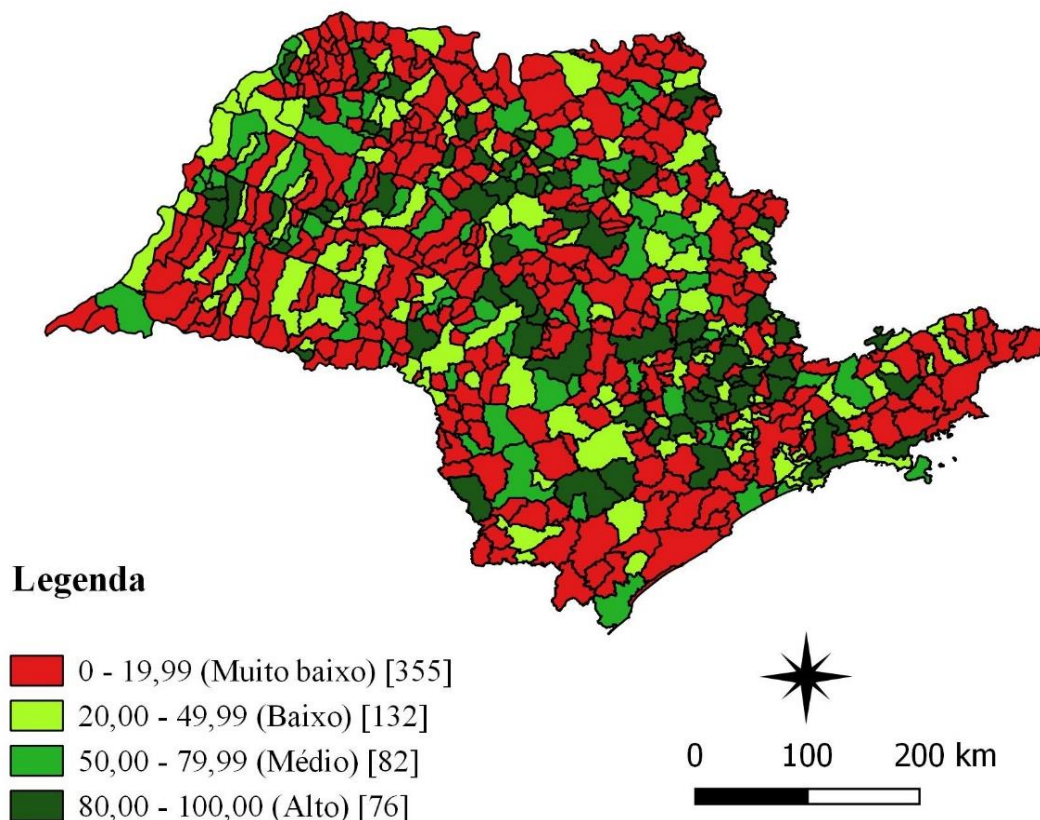 Legenda
0 - 19,99 (Muito baixo) [355]
20,00 - 49,99 (Baixo) [132]
50,00 - 79,99 (Médio) [82]
80,00 - 100,00 (Alto) [76]
0 100 200 km